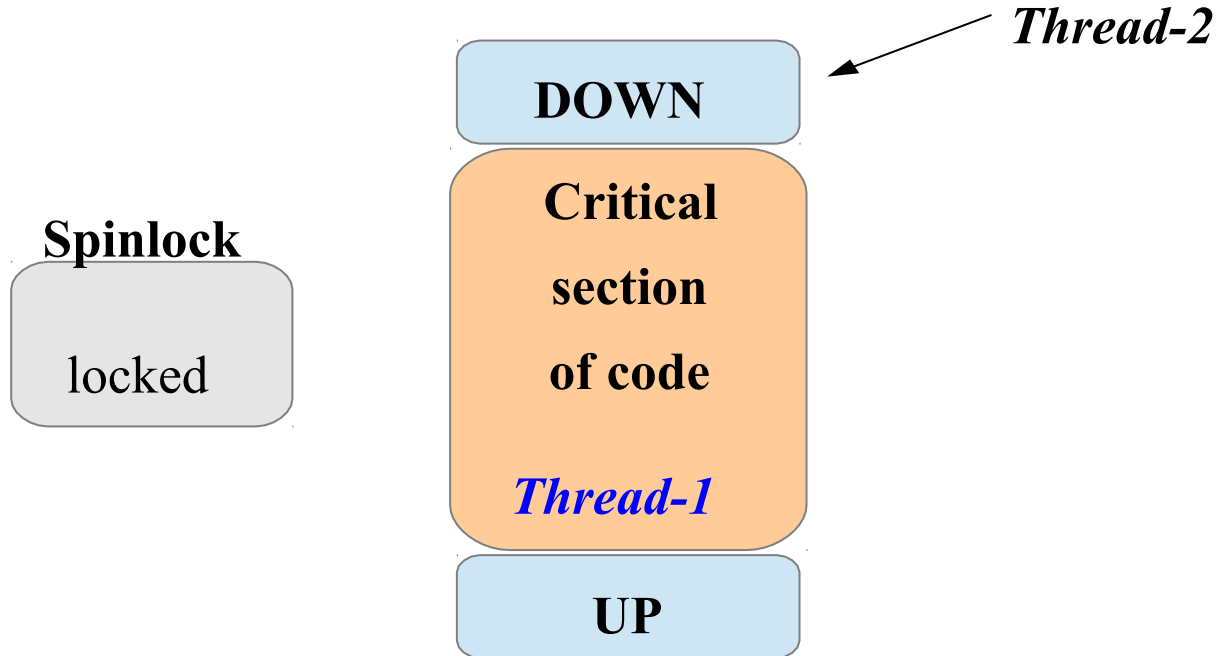 Thread-2
DOWN
Critical
section
of code
Spinlock
locked
Thread-1
UP